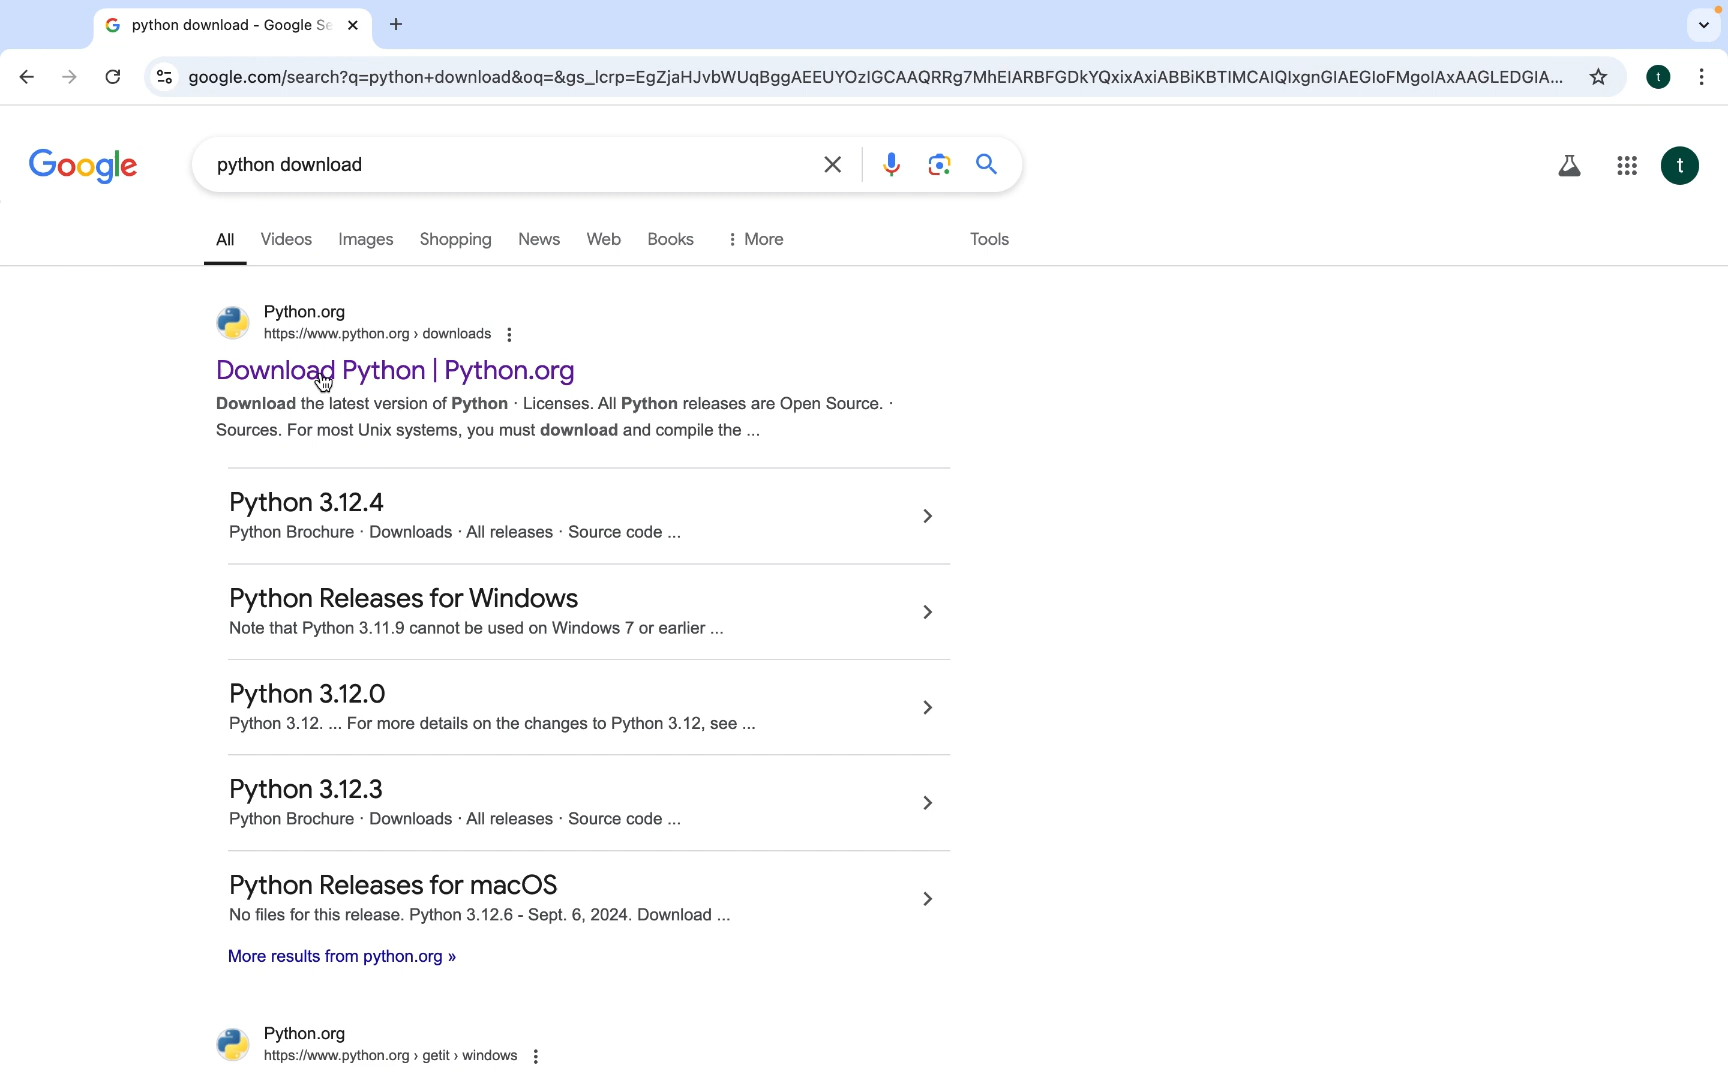 python download - Google Se
google.com/search?q=python+download&oq=&gs_lcrp=EgZjaHJvbWUqBggAEEUYOzIGCAAQRRg7MhEIARBFGDkYQxixAxiABBiKBTIMCAIQIxgnGIAEGIoFMgoIAxAAGLEDGIA...
t
Google
python download
t
All Videos Images Shopping News Web Books More Tools
Python.org
https://www.python.org › downloads
Download Python | Python.org
Download the latest version of Python · Licenses. All Python releases are Open Source. ·
Sources. For most Unix systems, you must download and compile the ...
Python 3.12.4
Python Brochure · Downloads · All releases · Source code ...
Python Releases for Windows
Note that Python 3.11.9 cannot be used on Windows 7 or earlier ...
Python 3.12.0
Python 3.12. ... For more details on the changes to Python 3.12, see ...
Python 3.12.3
Python Brochure · Downloads · All releases · Source code ...
Python Releases for macOS
No files for this release. Python 3.12.6 - Sept. 6, 2024. Download ...
More results from python.org »
Python.org
https://www.python.org › getit › windows